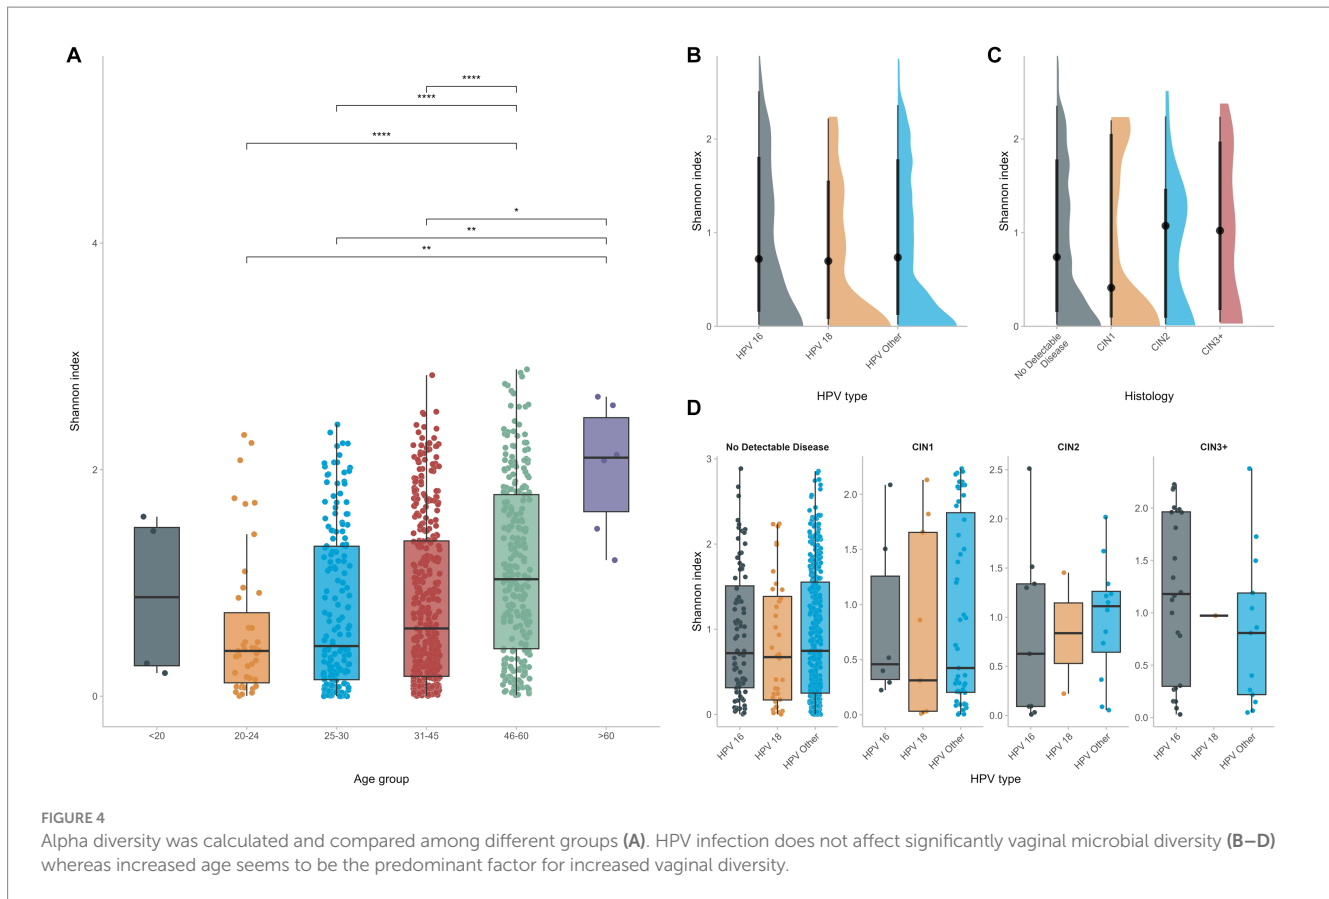 A
****
****
****
*
**
**
Shannon index
4
2
0
<20
20-24
25-30
31-45
46-60
>60
Age group
B
Shannon index
2
1
0
HPV 16
HPV 18
HPV Other
HPV type
C
Shannon index
2
1
0
No Detectable
Disease
CIN1
CIN2
CIN3+
Histology
D
No Detectable Disease
CIN1
CIN2
CIN3+
Shannon index
3
2
1
0
2.0
1.5
1.0
0.5
0.0
2.5
2.0
1.5
1.0
0.5
0.0
2.0
1.5
1.0
0.5
0.0
HPV 16
HPV 18
HPV Other
HPV 16
HPV 18
HPV Other
HPV 16
HPV 18
HPV Other
HPV 16
HPV 18
HPV Other
HPV type
FIGURE 4
Alpha diversity was calculated and compared among different groups (A). HPV infection does not affect significantly vaginal microbial diversity (B–D)
whereas increased age seems to be the predominant factor for increased vaginal diversity.